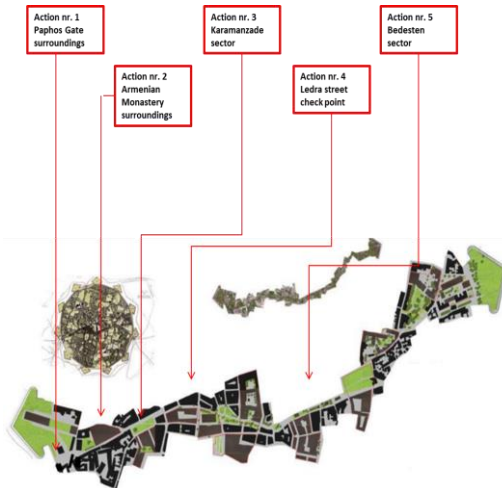 Action nr. 1
Paphos Gate
surroundings
Action nr. 2
Armenian
Monastery
surroundings
Action nr. 3
Karamanzade
sector
Action nr. 4
Ledra street
check point
Action nr. 5
Bedesten
sector